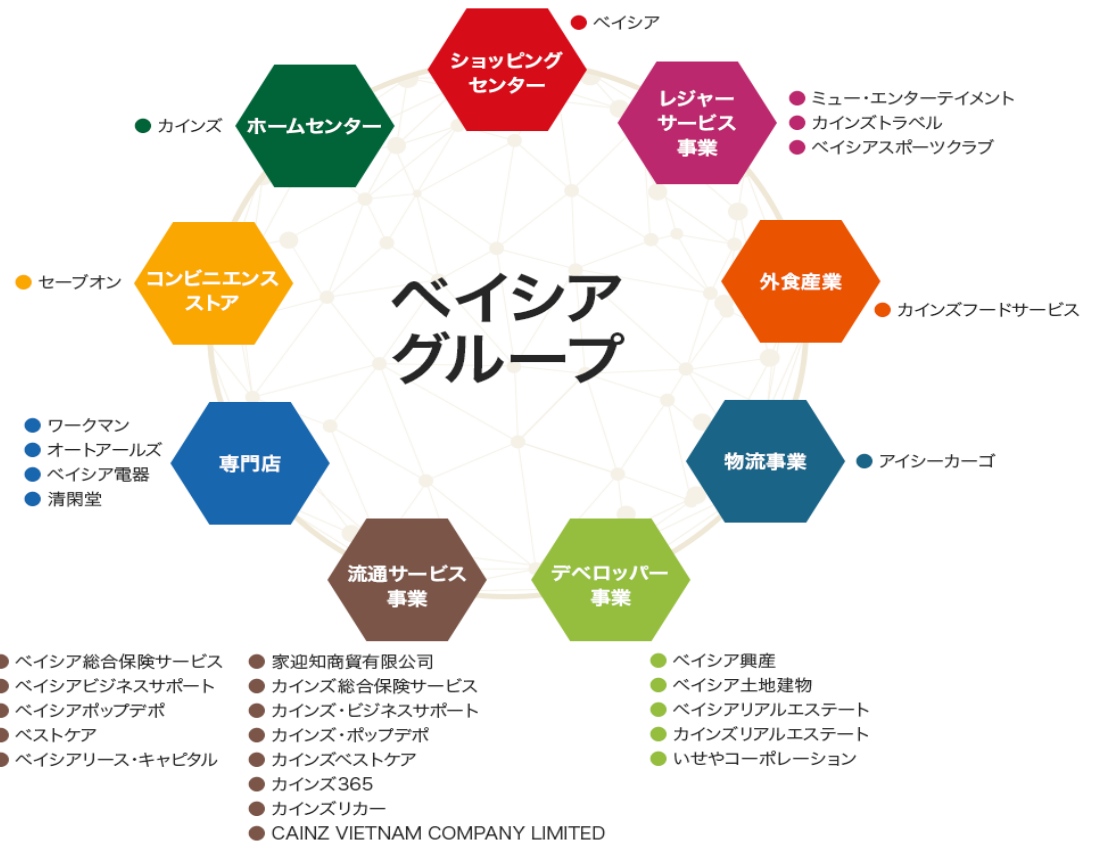 ベイシア
グループ
ショッピング
センター
ベイシア
レジャー
サービス
事業
ミュー・エンターテイメント
カインズトラベル
ベイシアスポーツクラブ
外食産業
カインズフードサービス
物流事業
アイシーカーゴ
デベロッパー
事業
ベイシア興産
ベイシア土地建物
ベイシアリアルエステート
カインズリアルエステート
いせやコーポレーション
流通サービス
事業
ベイシア総合保険サービス
ベイシアビジネスサポート
ベイシアポップデポ
ベストケア
ベイシアリース・キャピタル
家迎知商貿有限公司
カインズ総合保険サービス
カインズ・ビジネスサポート
カインズ・ポップデポ
カインズベストケア
カインズ365
カインズリカー
CAINZ VIETNAM COMPANY LIMITED
専門店
ワークマン
オートアールズ
ベイシア電器
清閑堂
コンビニエンス
ストア
セーブオン
ホームセンター
カインズ